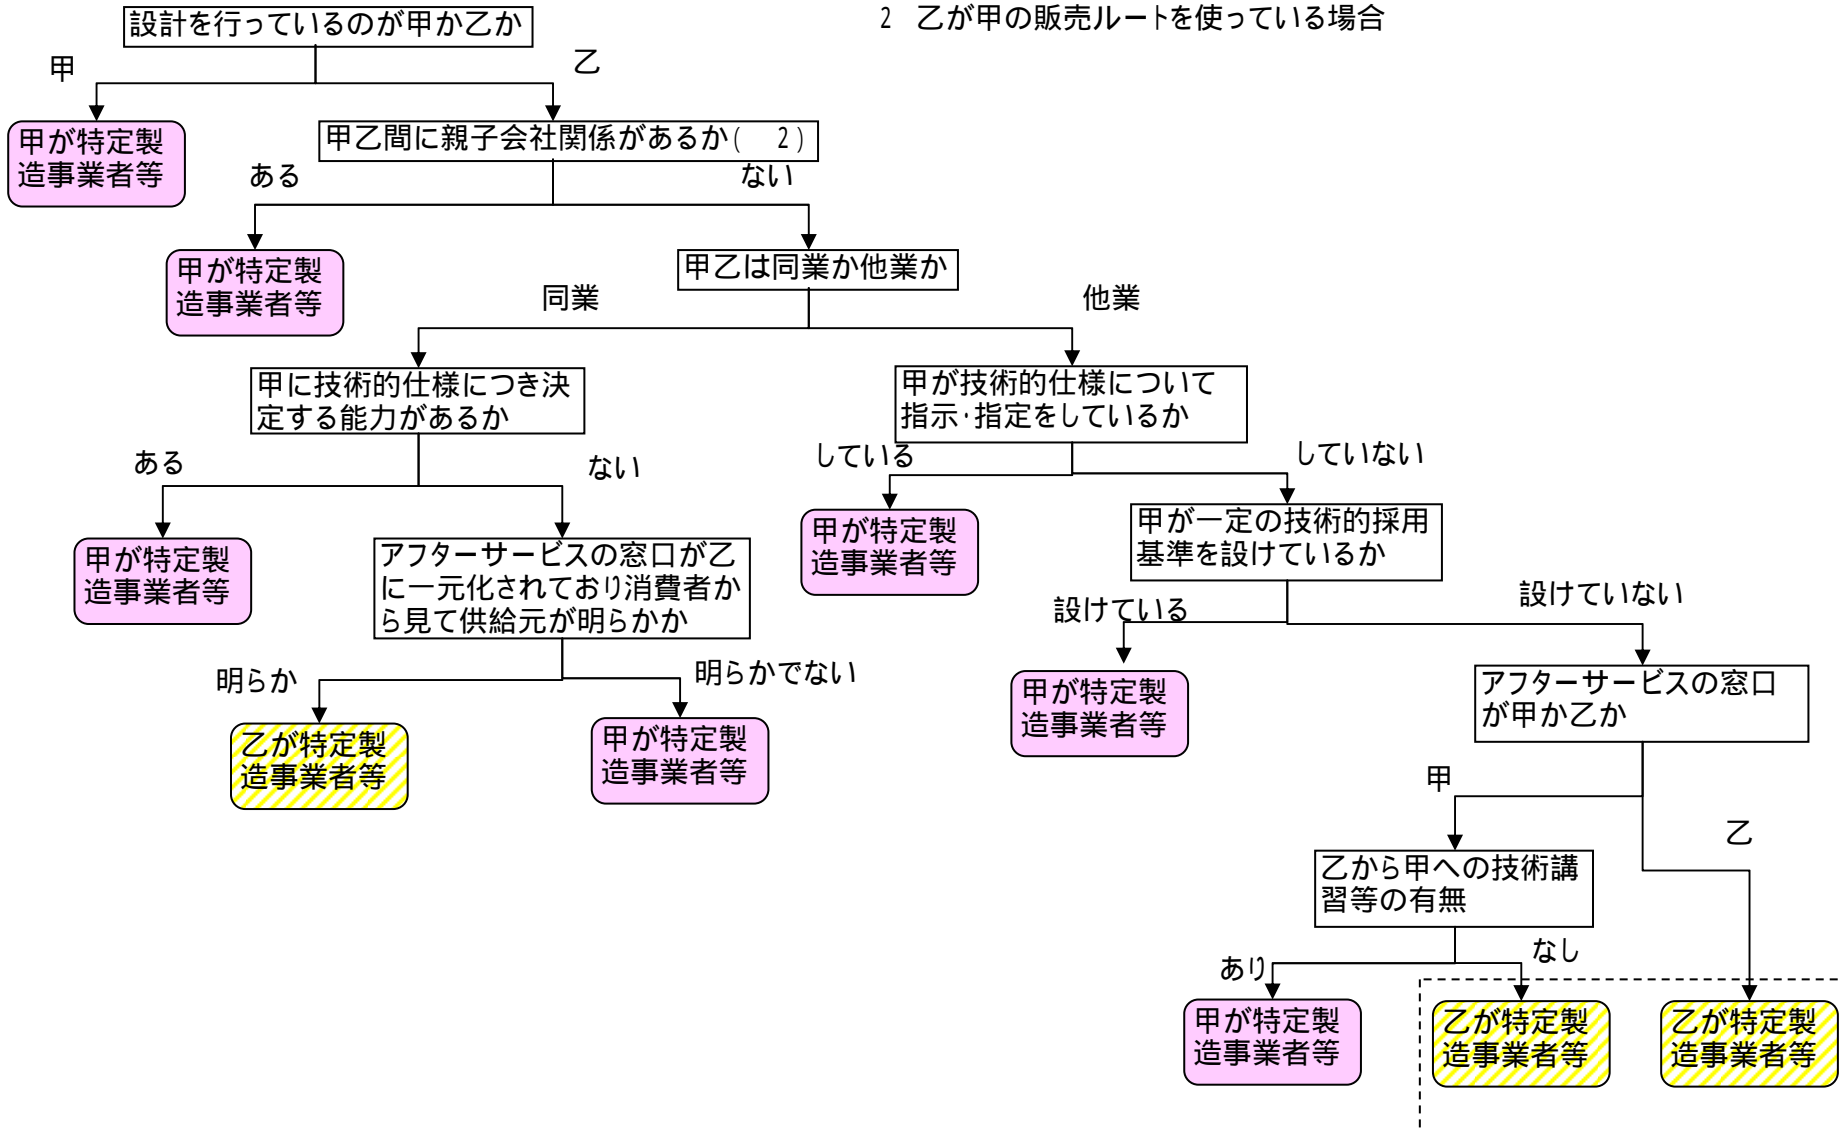 設計を行っているのが甲か乙か
2 乙が甲の販売ルートを使っている場合
甲
乙
甲が特定製
造事業者等
甲乙間に親子会社関係があるか( 2)
ある
ない
甲が特定製
造事業者等
甲乙は同業か他業か
同業
他業
甲に技術的仕様につき決
定する能力があるか
甲が技術的仕様について
指示・指定をしているか
ある
ない
している
していない
甲が特定製
造事業者等
アフターサービスの窓口が乙
に一元化されており消費者か
ら見て供給元が明らかか
甲が特定製
造事業者等
甲が一定の技術的採用
基準を設けているか
明らか
明らかでない
設けている
設けていない
乙が特定製
造事業者等
甲が特定製
造事業者等
甲が特定製
造事業者等
アフターサービスの窓口
が甲か乙か
甲
乙
乙から甲への技術講
習等の有無
あり
なし
甲が特定製
造事業者等
乙が特定製
造事業者等
乙が特定製
造事業者等